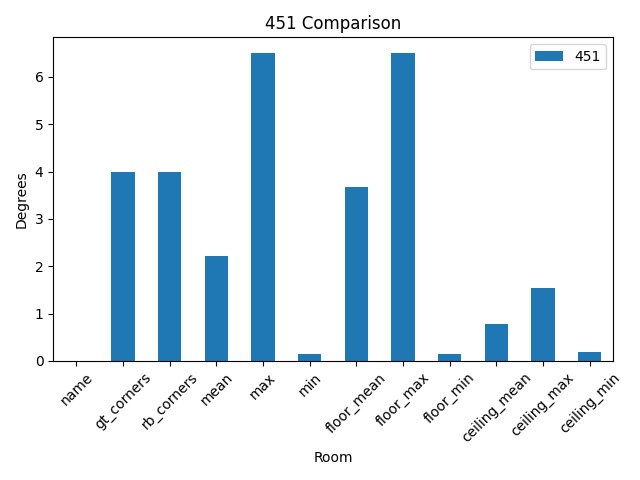 451 Comparison
451
Degrees
6
5
4
3
2
1
0
name
gt_corners
rb_corners
mean
max
min
floor_mean
floor_max
floor_min
ceiling_mean
ceiling_max
ceiling_min
Room